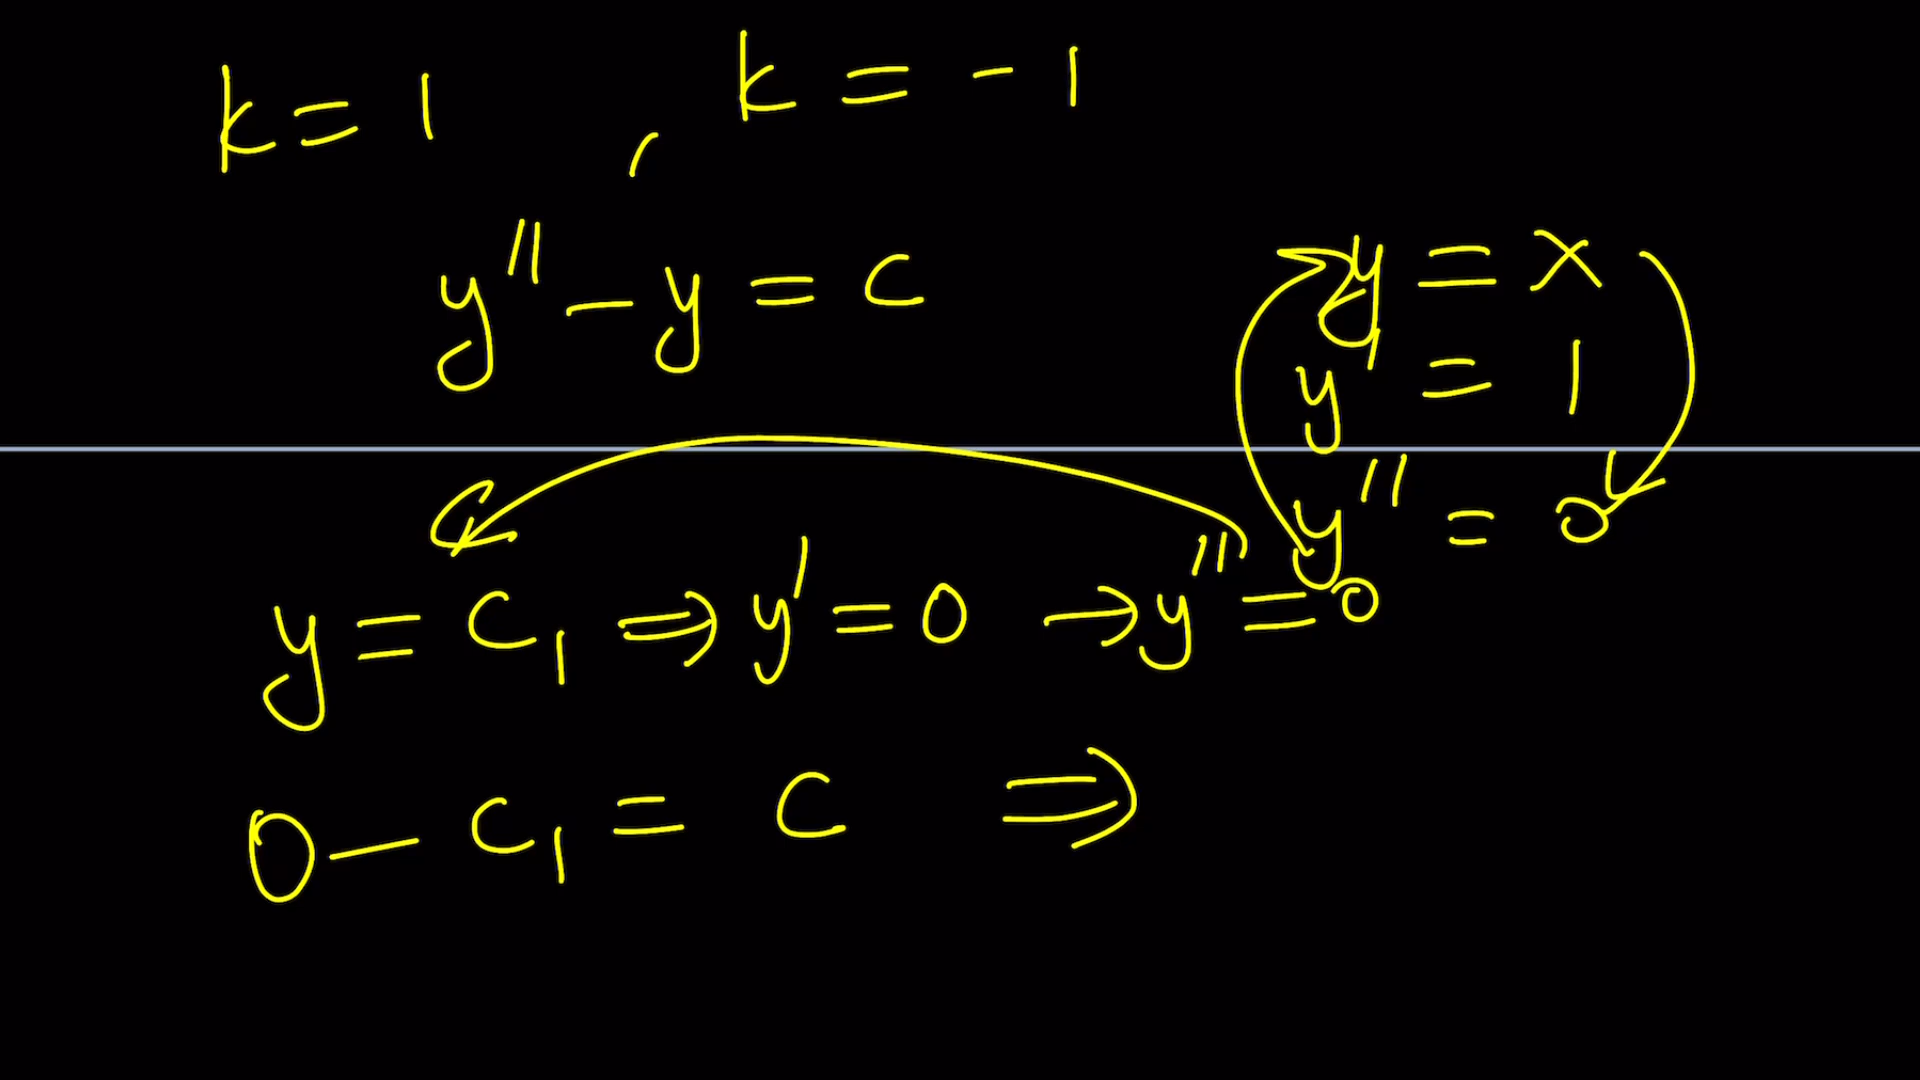 k = 1 , k = - 1
y'' - y = c
y = x
y' = 1
y'' = 0
y = c₁ ⇒ y' = 0 → y'' = 0
0 - c₁ = c ⇒